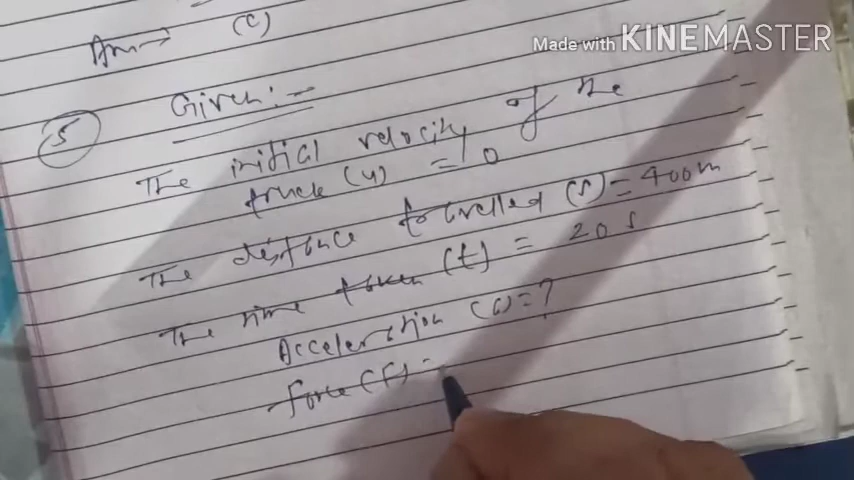 Ans → (c)
Made with KINEMASTER
5 Given :-
The initial velocity of the
truck (u) = 0
The distance travelled (s) = 400m
The time taken (t) = 20 s
Acceleration (a) = ?
force (F) =